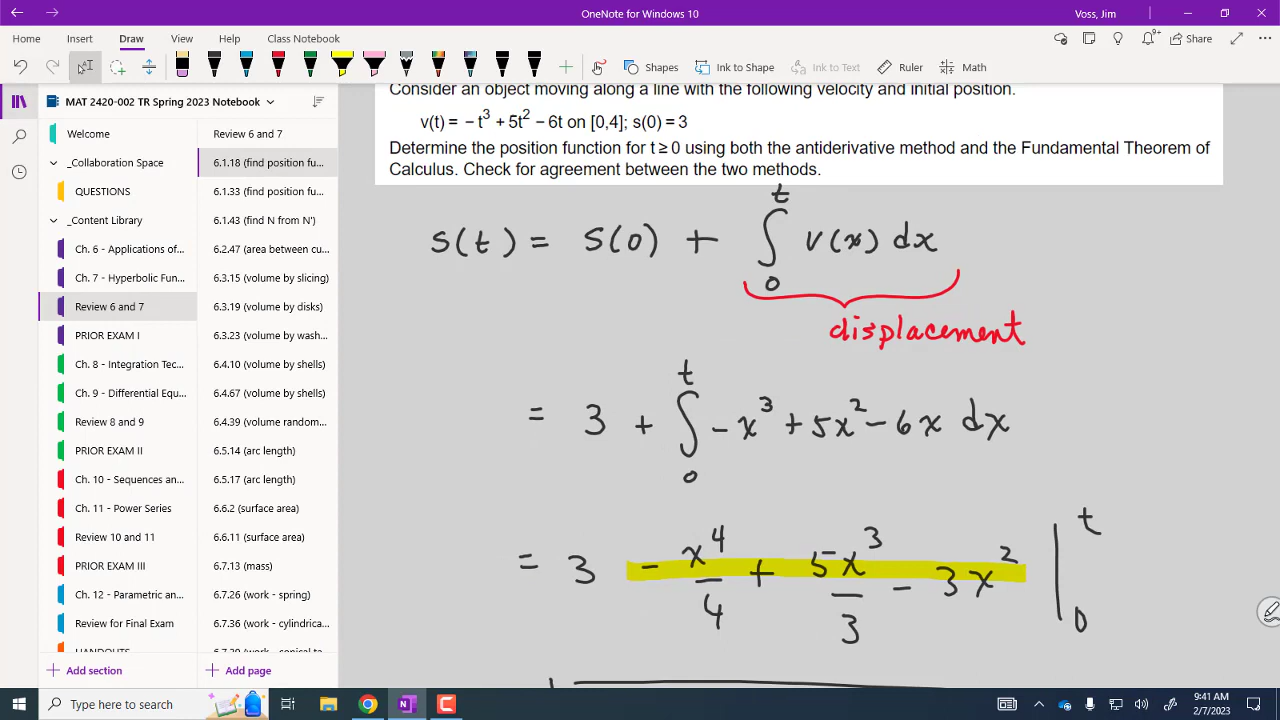 OneNote for Windows 10
Voss, Jim
Home Insert Draw View Help Class Notebook
Share
Shapes Ink to Shape Ink to Text Ruler Math
MAT 2420-002 TR Spring 2023 Notebook
Welcome
_Collaboration Space
QUESTIONS
_Content Library
Ch. 6 - Applications of...
Ch. 7 - Hyperbolic Fun...
Review 6 and 7
PRIOR EXAM I
Ch. 8 - Integration Tec...
Ch. 9 - Differential Equ...
Review 8 and 9
PRIOR EXAM II
Ch. 10 - Sequences an...
Ch. 11 - Power Series
Review 10 and 11
PRIOR EXAM III
Ch. 12 - Parametric an...
Review for Final Exam
HANDOUTS
Add section
Review 6 and 7
6.1.18 (find position fu...
6.1.33 (find position fu...
6.1.43 (find N from N')
6.2.47 (area between cu...
6.3.15 (volume by slicing)
6.3.19 (volume by disks)
6.3.23 (volume by wash...
6.4.10 (volume by shells)
6.4.67 (volume by shells)
6.4.39 (volume random...
6.5.14 (arc length)
6.5.17 (arc length)
6.6.2 (surface area)
6.6.11 (surface area)
6.7.13 (mass)
6.7.26 (work - spring)
6.7.36 (work - cylindrica...
6.7.39 (work - conical ta...
Add page
Consider an object moving along a line with the following velocity and initial position.
v(t) = − t³ + 5t² − 6t on [0,4]; s(0) = 3
Determine the position function for t ≥ 0 using both the antiderivative method and the Fundamental Theorem of
Calculus. Check for agreement between the two methods.
s(t) = s(0) + ∫₀ᵗ v(x) dx
displacement
= 3 + ∫₀ᵗ −x³ + 5x² − 6x dx
= 3 − x⁴/4 + 5x³/3 − 3x² |₀ᵗ
Type here to search
9:41 AM
2/7/2023